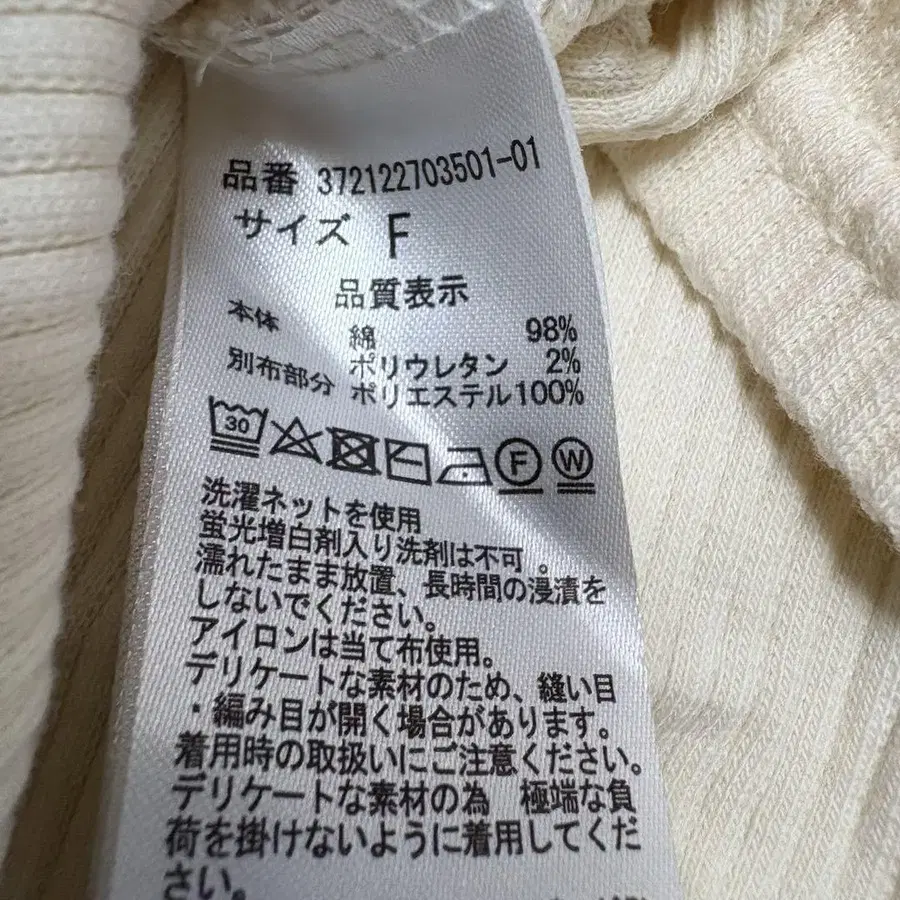 品番 372122703501-01
サイズ F
品質表示
本体 綿 98%
ポリウレタン 2%
別布部分 ポリエステル100%
30 F W
洗濯ネットを使用
蛍光増白剤入り洗剤は不可。
濡れたまま放置、長時間の浸漬を
しないでください。
アイロンは当て布使用。
デリケートな素材のため、縫い目
・編み目が開く場合があります。
着用時の取扱いにご注意ください。
デリケートな素材の為 極端な負
荷を掛けないように着用してくだ
さい。